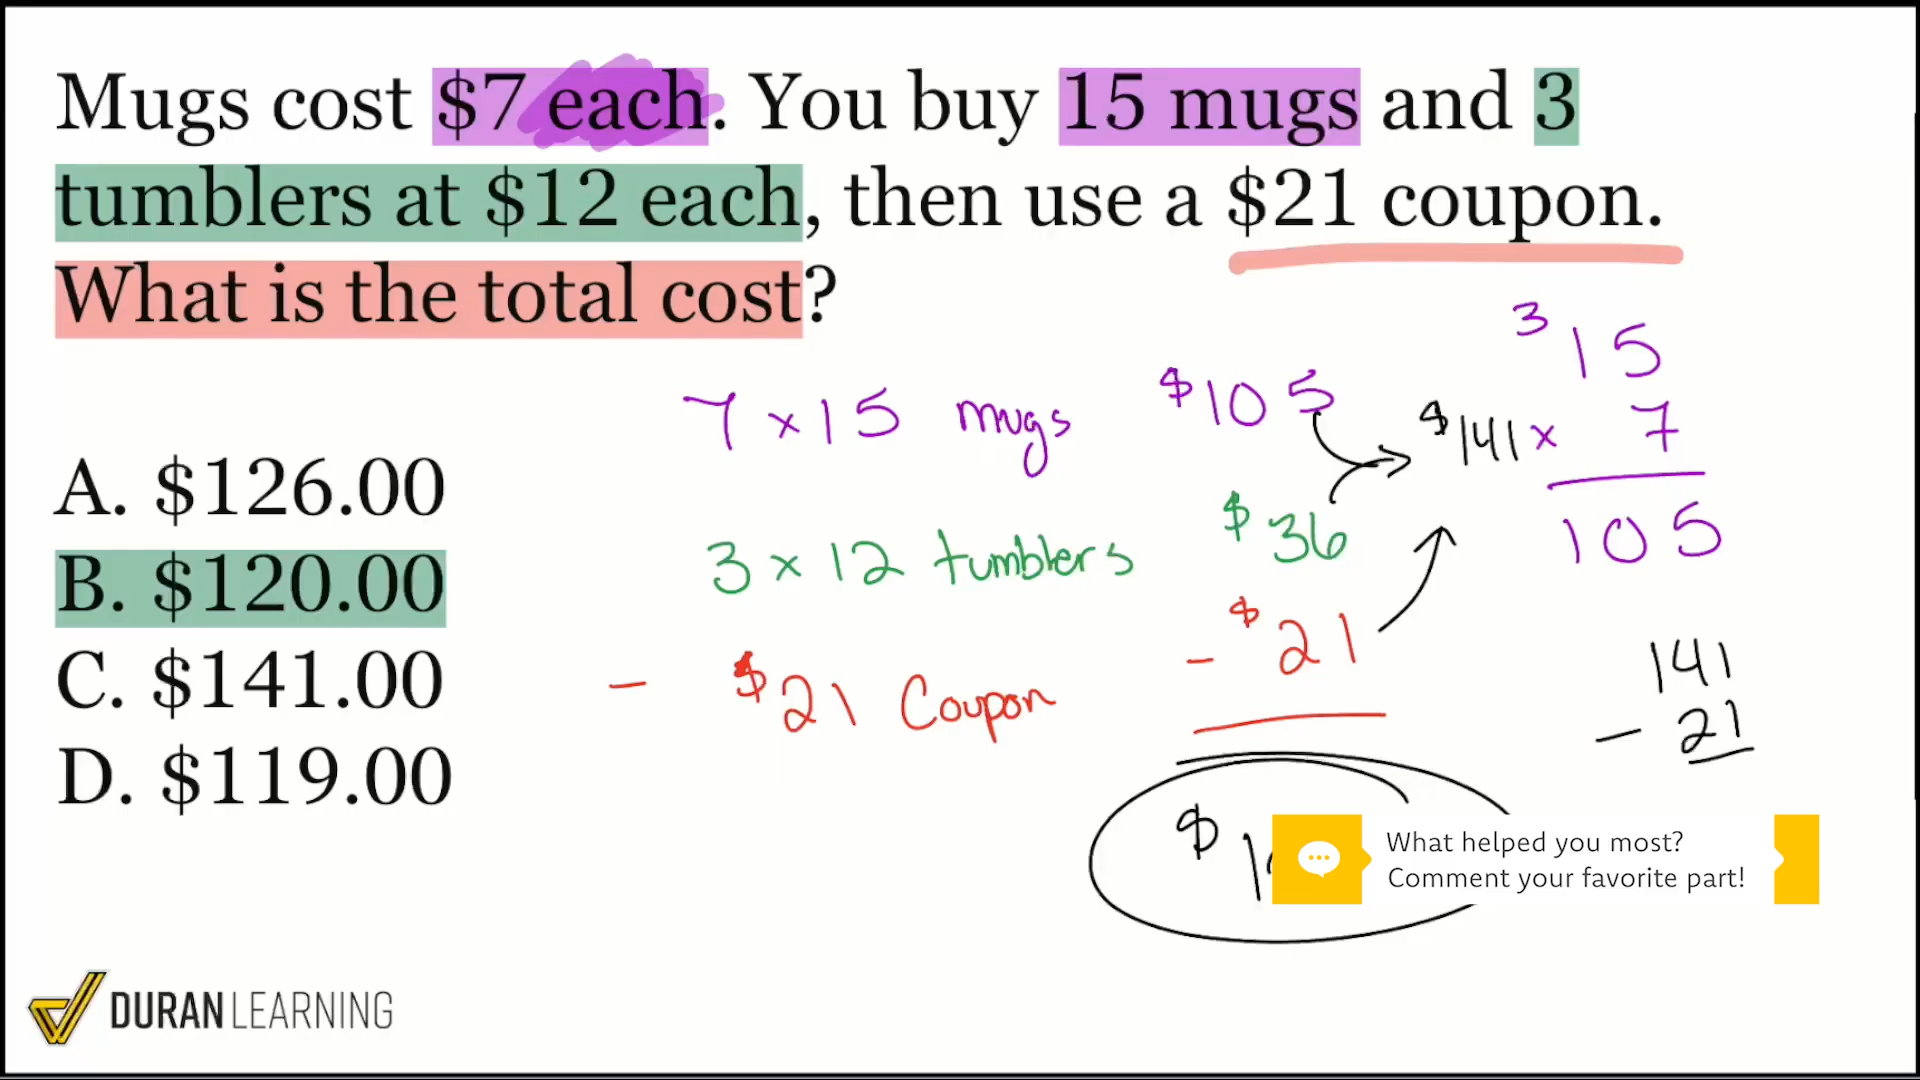 Mugs cost $7 each. You buy 15 mugs and 3
tumblers at $12 each, then use a $21 coupon.
What is the total cost?
A. $126.00
B. $120.00
C. $141.00
D. $119.00
7 x 15 mugs $105
3 x 12 tumblers $36
- $21 Coupon - $21
$141
3
15
x 7
105
141
- 21
$1
What helped you most?
Comment your favorite part!
DURAN LEARNING